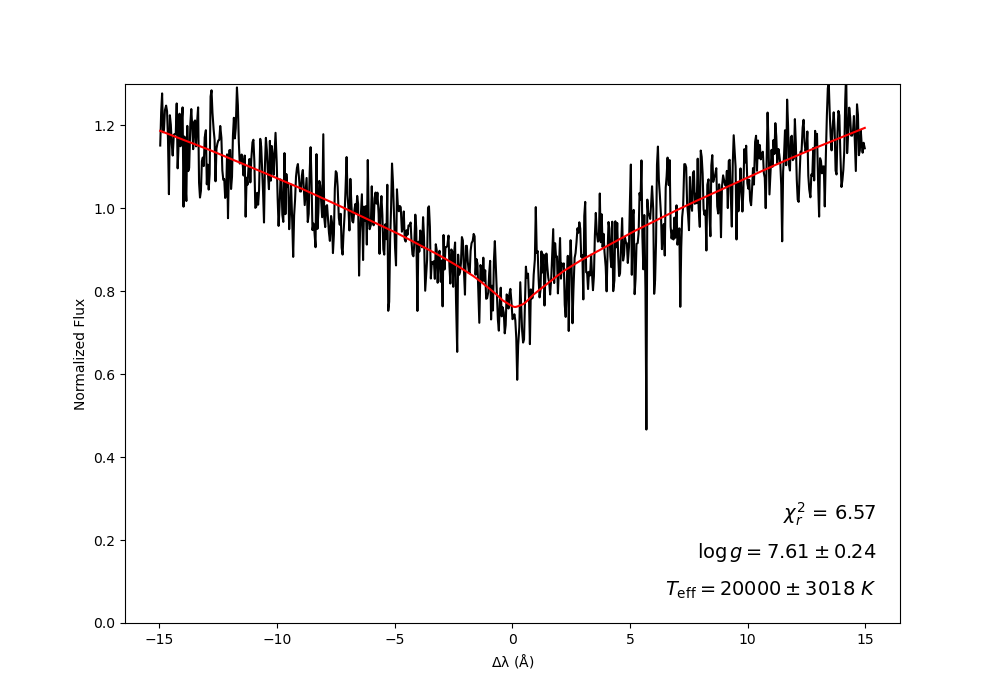 1.2
1.0
0.8
0.6
0.4
0.2
0.0
Normalized Flux
χ²ᵣ = 6.57
log g = 7.61 ± 0.24
T_eff = 20000 ± 3018 K
−15 −10 −5 0 5 10 15
Δλ (Å)